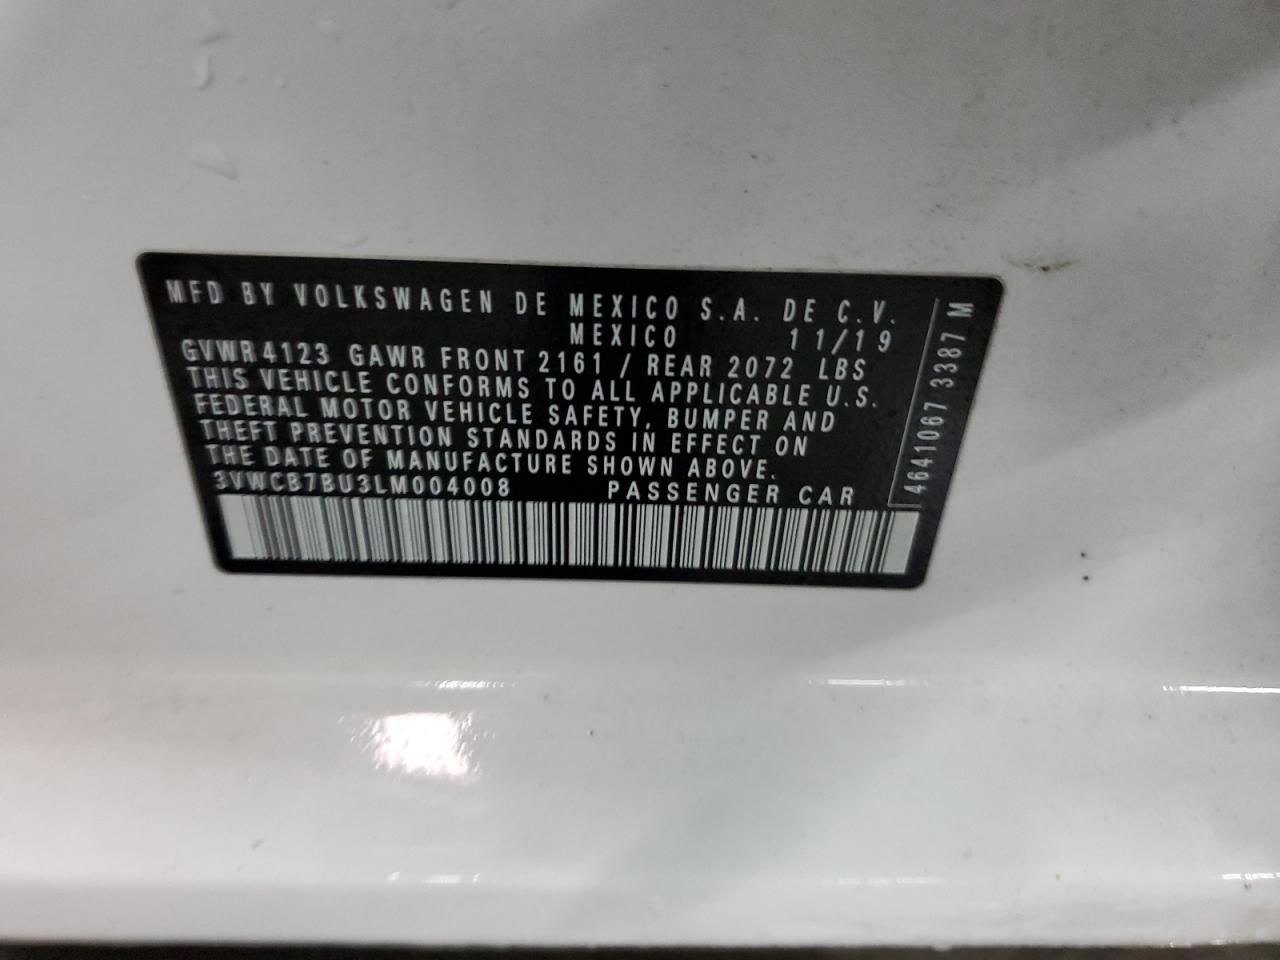 MFD BY VOLKSWAGEN DE MEXICO S.A. DE C.V.
MEXICO 11/19
GVWR 4123 GAWR FRONT 2161 / REAR 2072 LBS
THIS VEHICLE CONFORMS TO ALL APPLICABLE U.S.
FEDERAL MOTOR VEHICLE SAFETY, BUMPER AND
THEFT PREVENTION STANDARDS IN EFFECT ON
THE DATE OF MANUFACTURE SHOWN ABOVE.
3VWCB7BU3LM004008 PASSENGER CAR
4641067 3387 M